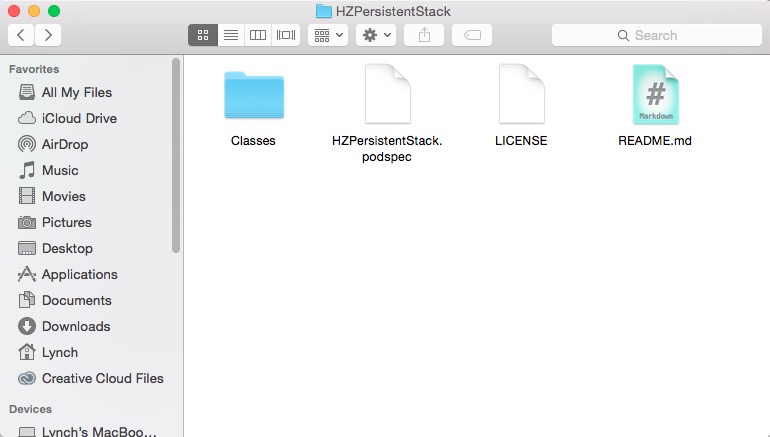 HZPersistentStack
Search
Favorites
All My Files
iCloud Drive
AirDrop
Music
Movies
Pictures
Desktop
Applications
Documents
Downloads
Lynch
Creative Cloud Files
Devices
Lynch's MacBoo...
Classes
HZPersistentStack.
podspec
LICENSE
#
Markdown
README.md